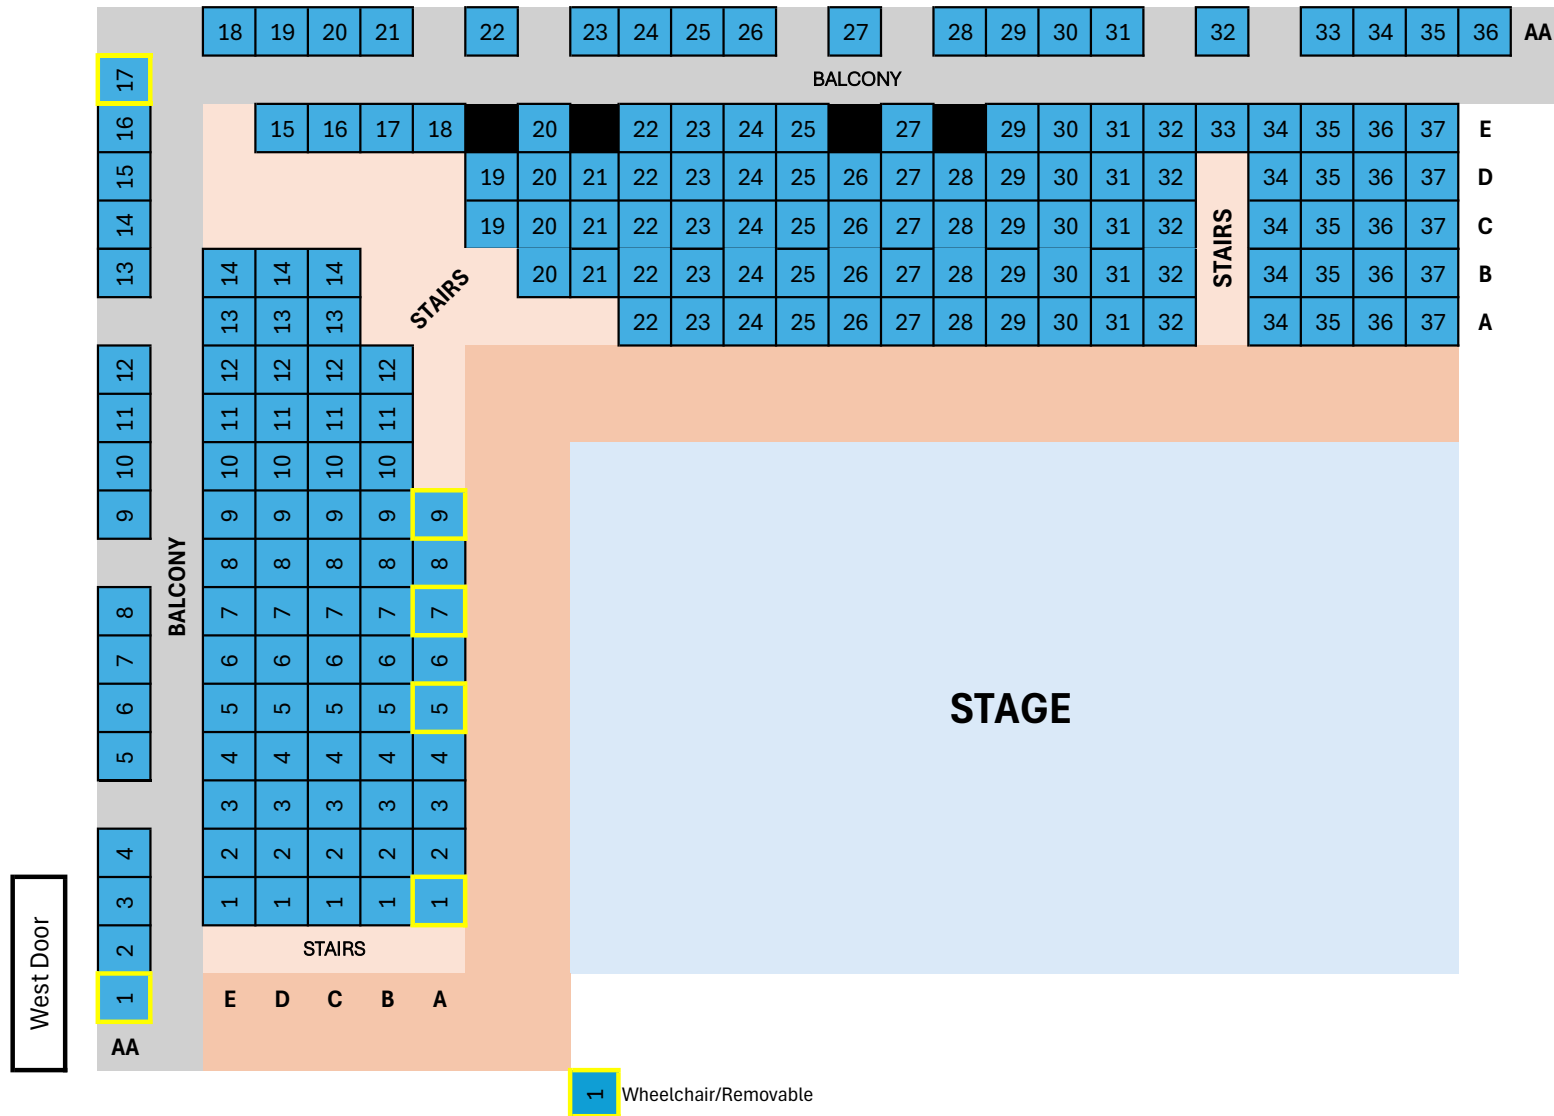 18 19 20 21 22 23 24 25 26 27 28 29 30 31 32 33 34 35 36 AA
17 BALCONY
16 15 16 17 18 20 22 23 24 25 27 29 30 31 32 33 34 35 36 37 E
15 19 20 21 22 23 24 25 26 27 28 29 30 31 32 34 35 36 37 D
14 19 20 21 22 23 24 25 26 27 28 29 30 31 32 34 35 36 37 C
STAIRS
13 14 14 14 20 21 22 23 24 25 26 27 28 29 30 31 32 34 35 36 37 B
STAIRS
13 13 13 22 23 24 25 26 27 28 29 30 31 32 34 35 36 37 A
12 12 12 12 12
11 11 11 11 11
10 10 10 10 10
9 9 9 9 9 9
8 8 8 8 8
BALCONY
8 7 7 7 7 7
7 6 6 6 6 6
6 5 5 5 5 5
STAGE
5 4 4 4 4 4
3 3 3 3 3
4 2 2 2 2 2
3 1 1 1 1 1
2 STAIRS
West Door
1 E D C B A
AA
1 Wheelchair/Removable